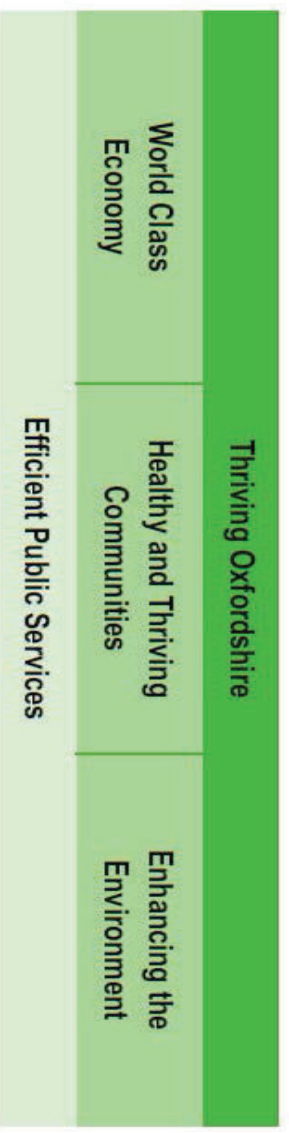 Thriving Oxfordshire
World Class
Economy
Healthy and Thriving
Communities
Enhancing the
Environment
Efficient Public Services